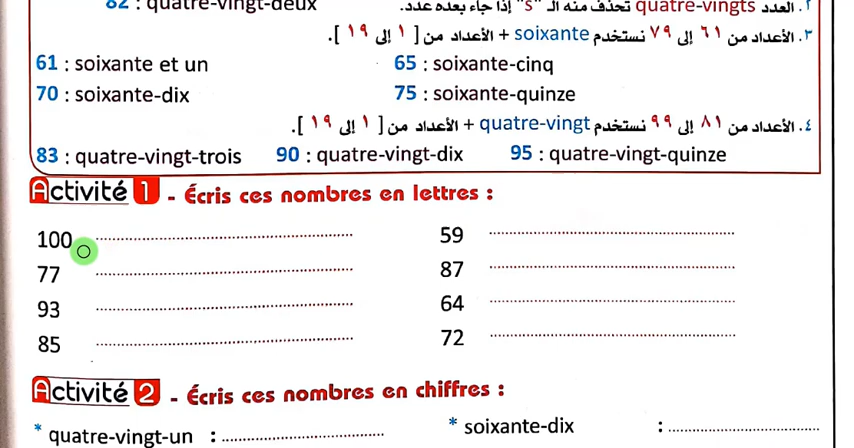 82 : quatre-vingt-deux
٢. العدد quatre-vingts تحذف منه الـ "s" إذا جاء بعده عدد.
٣. الأعداد من ٦١ إلى ٧٩ نستخدم soixante + الأعداد من [ ١ إلى ١٩ ].
61 : soixante et un 65 : soixante-cinq
70 : soixante-dix 75 : soixante-quinze
٤. الأعداد من ٨١ إلى ٩٩ نستخدم quatre-vingt + الأعداد من [ ١ إلى ١٩ ].
83 : quatre-vingt-trois 90 : quatre-vingt-dix 95 : quatre-vingt-quinze
Activité 1 - Écris ces nombres en lettres :
100 .................... 59 ....................
77 .................... 87 ....................
93 .................... 64 ....................
85 .................... 72 ....................
Activité 2 - Écris ces nombres en chiffres :
* quatre-vingt-un : .................... * soixante-dix : ....................